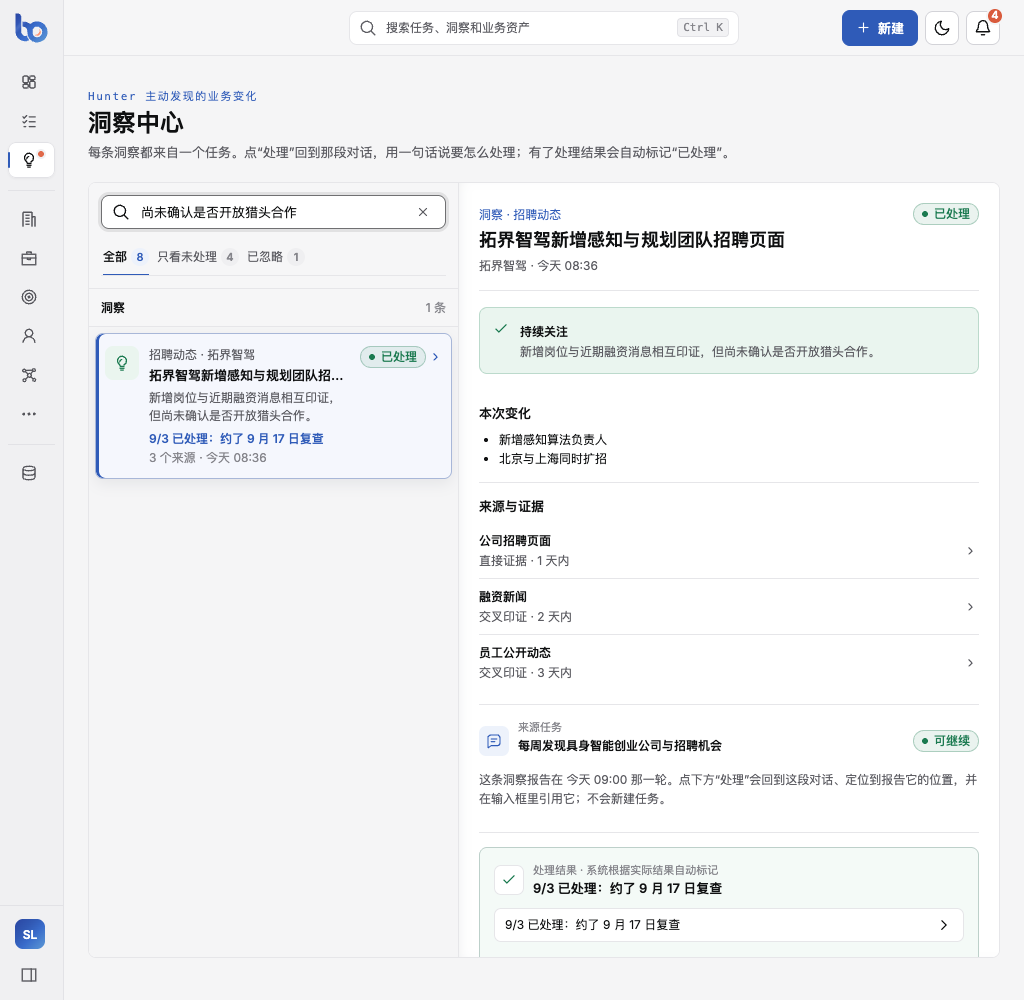 搜索任务、洞察和业务资产
Ctrl K
新建
4
Hunter 主动发现的业务变化
洞察中心
每条洞察都来自一个任务。点“处理”回到那段对话，用一句话说要怎么处理；有了处理结果会自动标记“已处理”。
尚未确认是否开放猎头合作
全部 8 只看未处理 4 已忽略 1
洞察
1 条
招聘动态 · 拓界智驾
已处理
拓界智驾新增感知与规划团队招...
新增岗位与近期融资消息相互印证，
但尚未确认是否开放猎头合作。
9/3 已处理：约了 9 月 17 日复查
3 个来源 · 今天 08:36
洞察 · 招聘动态
已处理
拓界智驾新增感知与规划团队招聘页面
拓界智驾 · 今天 08:36
持续关注
新增岗位与近期融资消息相互印证，但尚未确认是否开放猎头合作。
本次变化
新增感知算法负责人
北京与上海同时扩招
来源与证据
公司招聘页面
直接证据 · 1 天内
融资新闻
交叉印证 · 2 天内
员工公开动态
交叉印证 · 3 天内
来源任务
每周发现具身智能创业公司与招聘机会
可继续
这条洞察报告在 今天 09:00 那一轮。点下方“处理”会回到这段对话、定位到报告它的位置，并
在输入框里引用它；不会新建任务。
处理结果 · 系统根据实际结果自动标记
9/3 已处理：约了 9 月 17 日复查
9/3 已处理：约了 9 月 17 日复查
SL